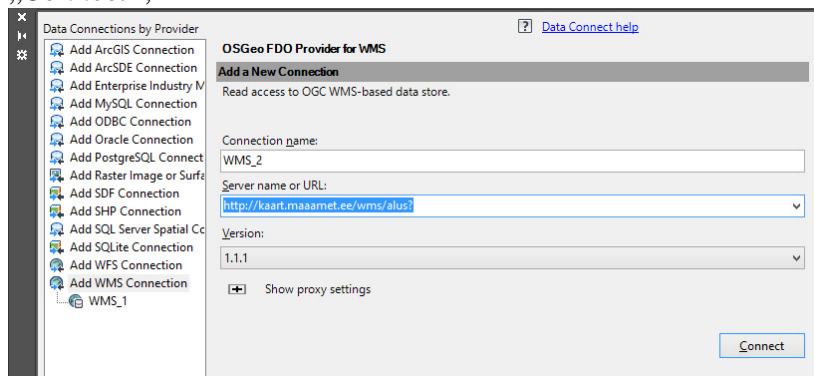 Data Connections by Provider
Add ArcGIS Connection
Add ArcSDE Connection
Add Enterprise Industry M
Add MySQL Connection
Add ODBC Connection
Add Oracle Connection
Add PostgreSQL Connect
Add Raster Image or Surfa
Add SDF Connection
Add SHP Connection
Add SQL Server Spatial Cc
Add SQLite Connection
Add WFS Connection
Add WMS Connection
WMS_1
? Data Connect help
OSGeo FDO Provider for WMS
Add a New Connection
Read access to OGC WMS-based data store.
Connection name:
WMS_2
Server name or URL:
http://kaart.maaamet.ee/wms/alus?
Version:
1.1.1
Show proxy settings
Connect